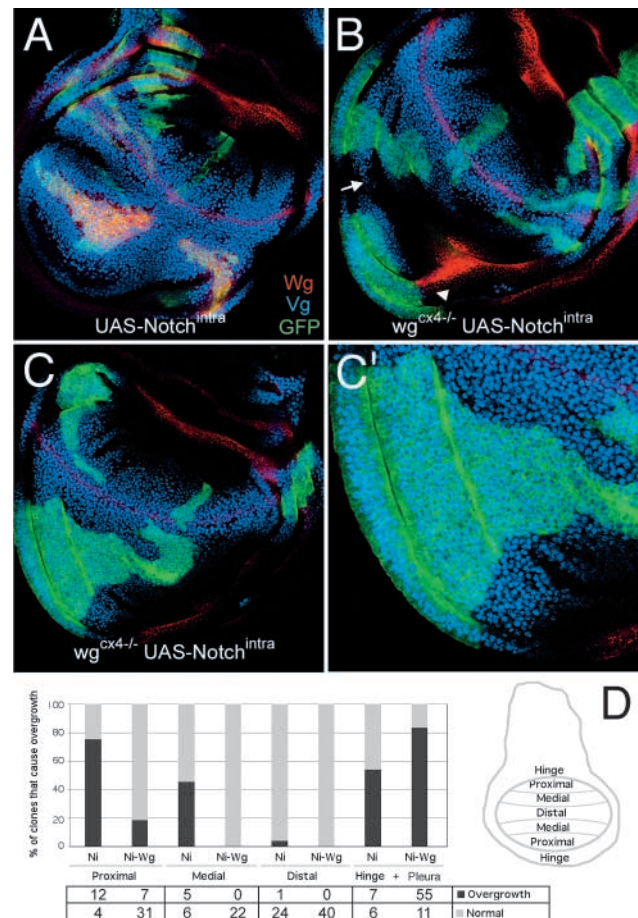 A
B
Wg
Vg
GFP
UAS-Notch^intra
wg^cx4-/- UAS-Notch^intra
C
C'
wg^cx4-/- UAS-Notch^intra
D
% of clones that cause overgrowth
100
80
60
40
20
0
Ni Ni-Wg Ni Ni-Wg Ni Ni-Wg Ni Ni-Wg
Proximal Medial Distal Hinge + Pleura
12 7 5 0 1 0 7 55 Overgrowth
4 31 6 22 24 40 6 11 Normal
Hinge
Proximal
Medial
Distal
Medial
Proximal
Hinge